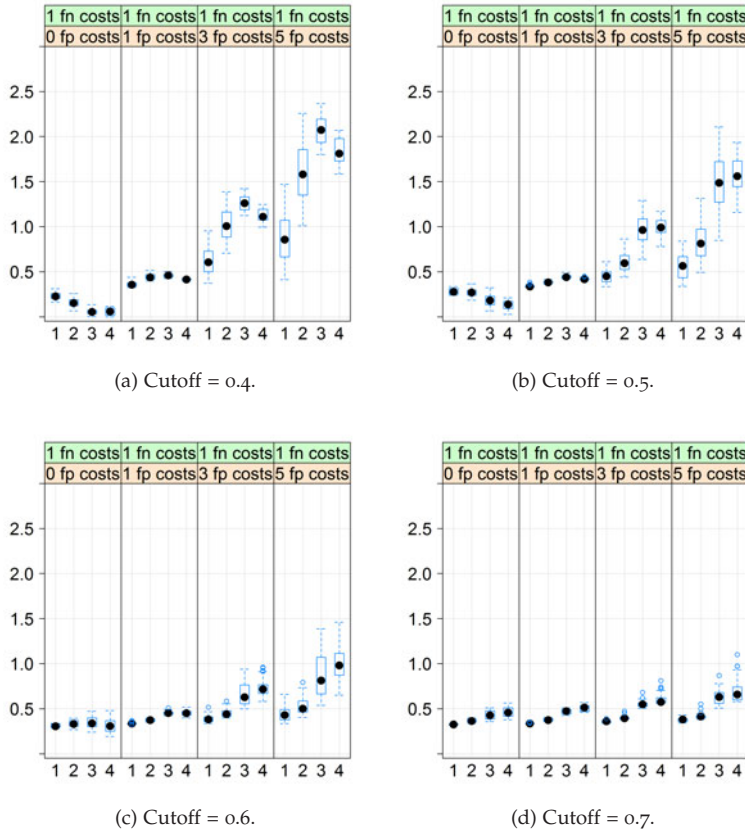 1 fn costs 1 fn costs 1 fn costs 1 fn costs
0 fp costs 1 fp costs 3 fp costs 5 fp costs
2.5
2.0
1.5
1.0
0.5
1 2 3 4 1 2 3 4 1 2 3 4 1 2 3 4
(a) Cutoff = 0.4.
1 fn costs 1 fn costs 1 fn costs 1 fn costs
0 fp costs 1 fp costs 3 fp costs 5 fp costs
2.5
2.0
1.5
1.0
0.5
1 2 3 4 1 2 3 4 1 2 3 4 1 2 3 4
(b) Cutoff = 0.5.
1 fn costs 1 fn costs 1 fn costs 1 fn costs
0 fp costs 1 fp costs 3 fp costs 5 fp costs
2.5
2.0
1.5
1.0
0.5
1 2 3 4 1 2 3 4 1 2 3 4 1 2 3 4
(c) Cutoff = 0.6.
1 fn costs 1 fn costs 1 fn costs 1 fn costs
0 fp costs 1 fp costs 3 fp costs 5 fp costs
2.5
2.0
1.5
1.0
0.5
1 2 3 4 1 2 3 4 1 2 3 4 1 2 3 4
(d) Cutoff = 0.7.